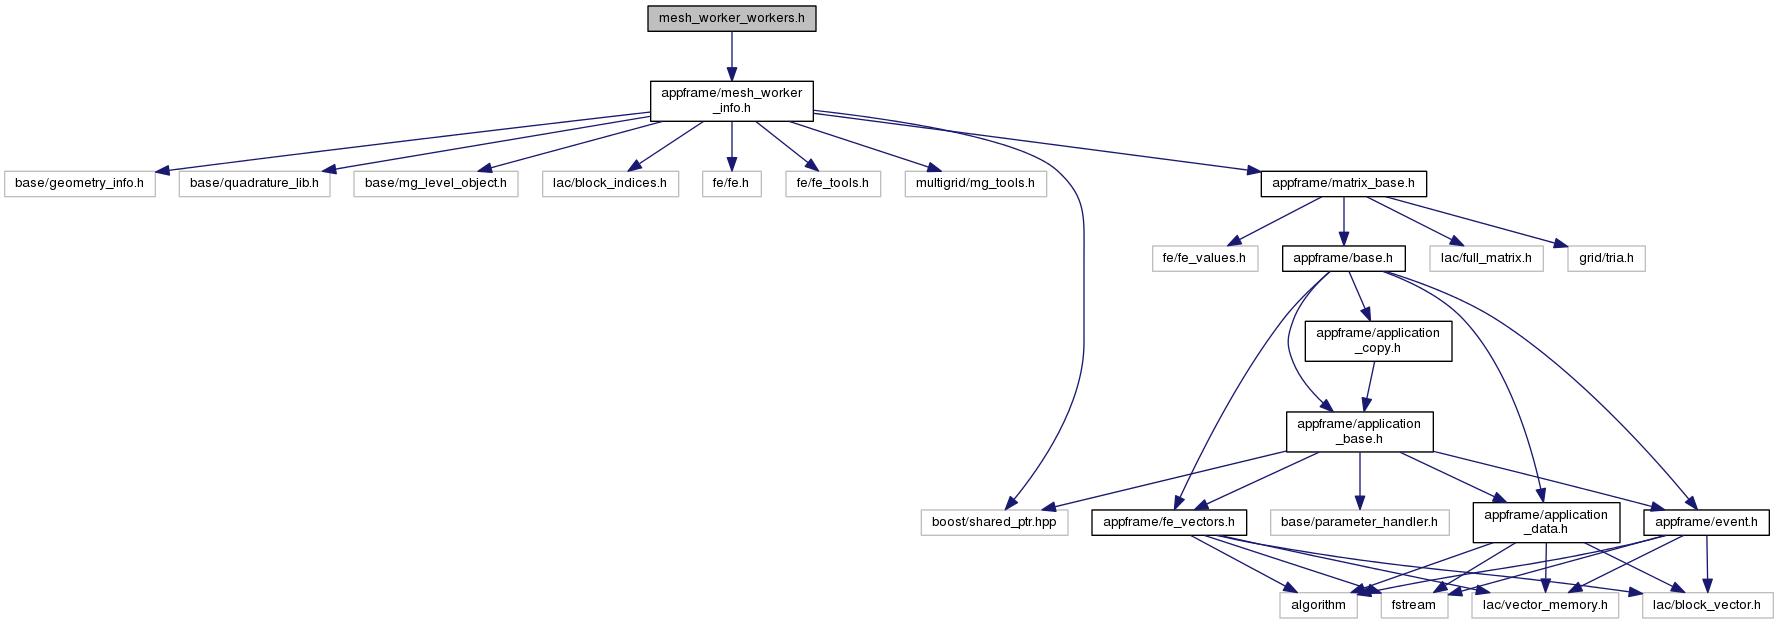 mesh_worker_workers.h
appframe/mesh_worker
_info.h
base/geometry_info.h
base/quadrature_lib.h
base/mg_level_object.h
lac/block_indices.h
fe/fe.h
fe/fe_tools.h
multigrid/mg_tools.h
appframe/matrix_base.h
fe/fe_values.h
appframe/base.h
lac/full_matrix.h
grid/tria.h
appframe/application
_copy.h
appframe/application
_base.h
boost/shared_ptr.hpp
appframe/fe_vectors.h
base/parameter_handler.h
appframe/application
_data.h
appframe/event.h
algorithm
fstream
lac/vector_memory.h
lac/block_vector.h